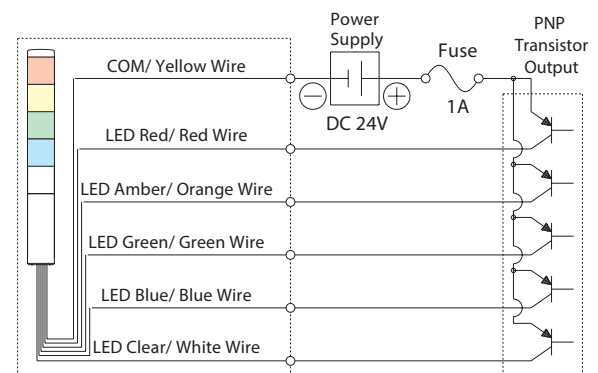 Power
Supply
Fuse
PNP
Transistor
Output
COM/ Yellow Wire
DC 24V
1A
LED Red/ Red Wire
LED Amber/ Orange Wire
LED Green/ Green Wire
LED Blue/ Blue Wire
LED Clear/ White Wire